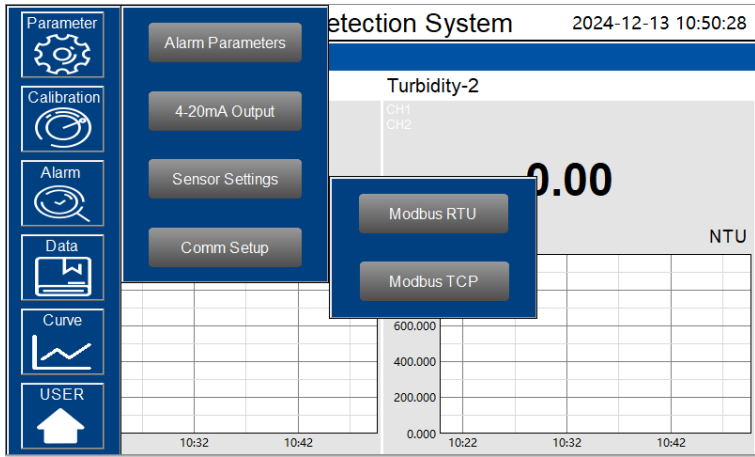 Parameter
Calibration
Alarm
Data
Curve
USER
Alarm Parameters
4-20mA Output
Sensor Settings
Comm Setup
Modbus RTU
Modbus TCP
etection System
2024-12-13 10:50:28
Turbidity-2
CH1
CH2
0.00
NTU
600.000
400.000
200.000
0.000
10:32 10:42
10:22 10:32 10:42